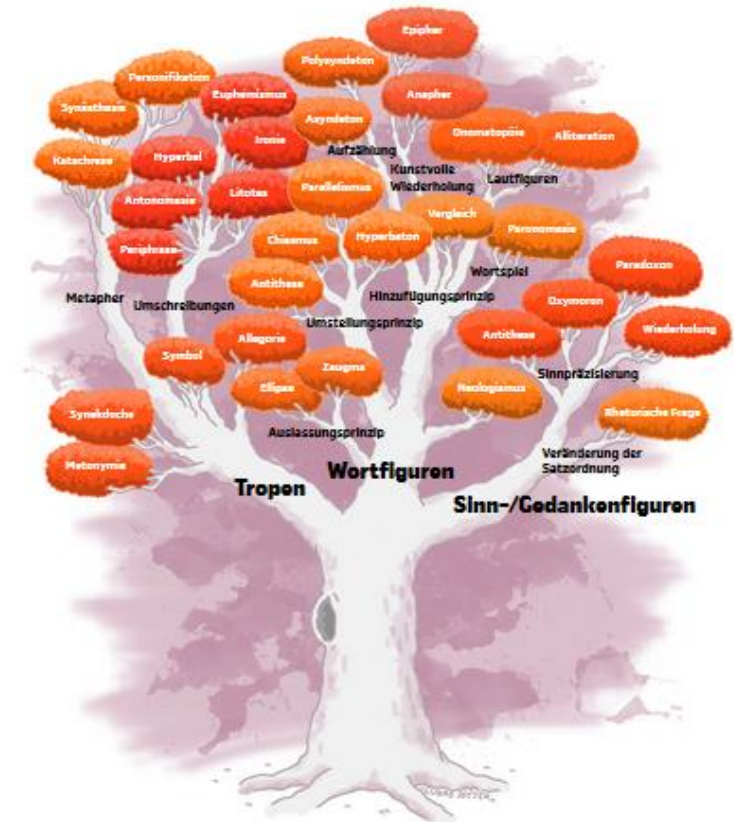 Epipher
Polysyndeton
Personifikation
Euphemismus
Anapher
Synästhesie
Asyndeton
Onomatopöie
Alliteration
Ironie
Aufzählung
Katachrese
Hyperbel
Kunstvolle
Wiederholung
Lautfiguren
Antonomasie
Litotes
Parallelismus
Vergleich
Paronomasie
Chiasmus
Hyperbaton
Periphrase
Paradoxon
Wortspiel
Antithese
Metapher
Umschreibungen
Hinzufügungsprinzip
Oxymoron
Umstellungsprinzip
Antithese
Wiederholung
Symbol
Allegorie
Zeugma
Sinnpräzisierung
Ellipse
Neologismus
Synekdoche
Rhetorische Frage
Auslassungsprinzip
Metonymie
Veränderung der
Satzordnung
Wortfiguren
Tropen
Sinn-/Gedankenfiguren